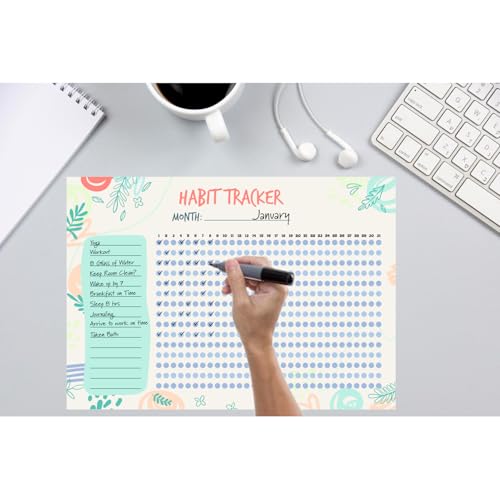 HABIT TRACKER
MONTH: January
1 2 3 4 5 6 7 8 9 10 11 12 13 14 15 16 17 18 19 20 21 22 23 24 25 26 27 28 29 30 31
Yoga
Workout
8 Glass of Water
Keep Room Clean?
Wake up by 7
Breakfast on Time
Sleep 8 hrs
Journaling
Arrive to work on time
Taken Bath